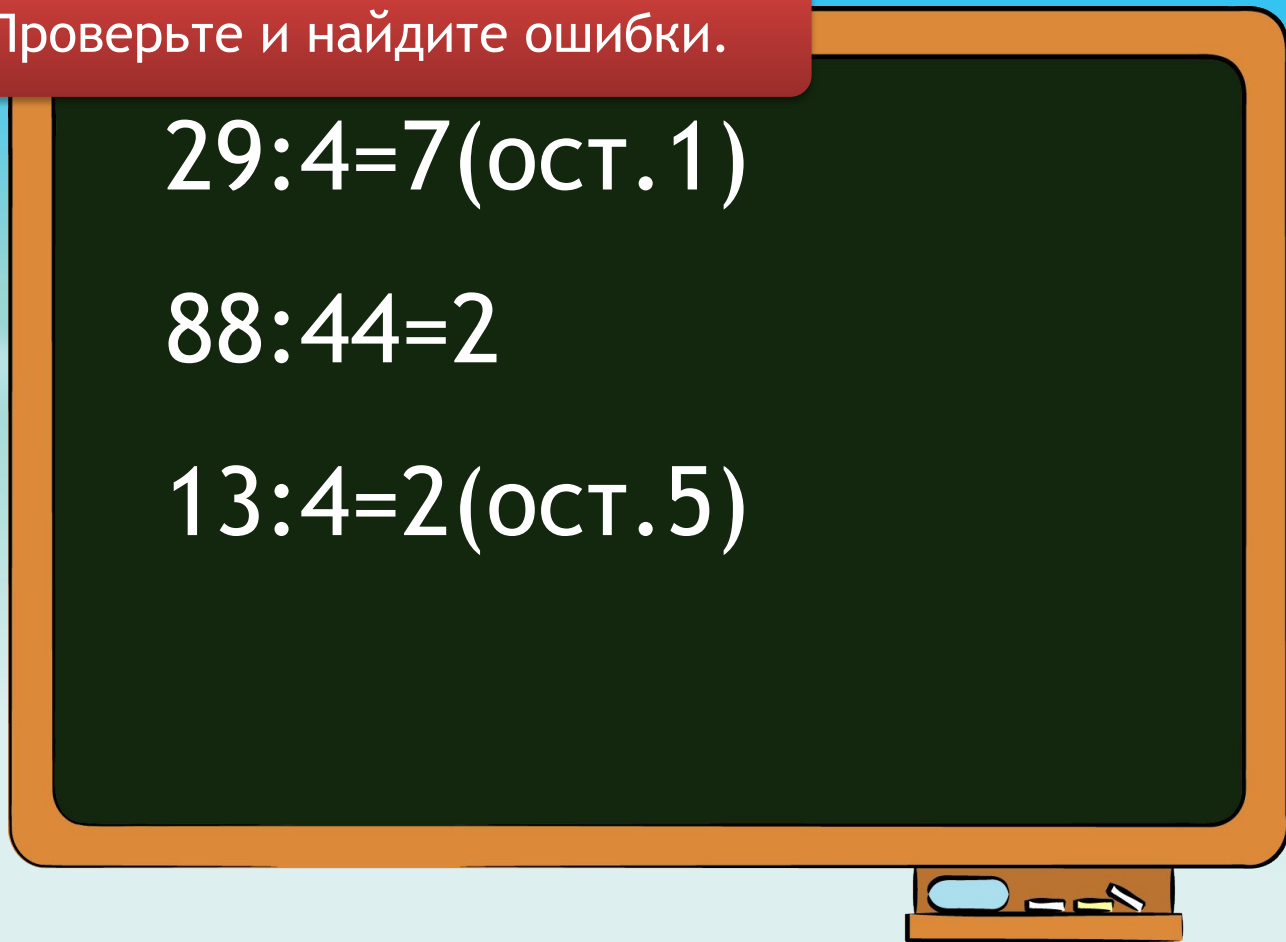 Проверьте и найдите ошибки.
29:4=7(ост.1)
88:44=2
13:4=2(ост.5)